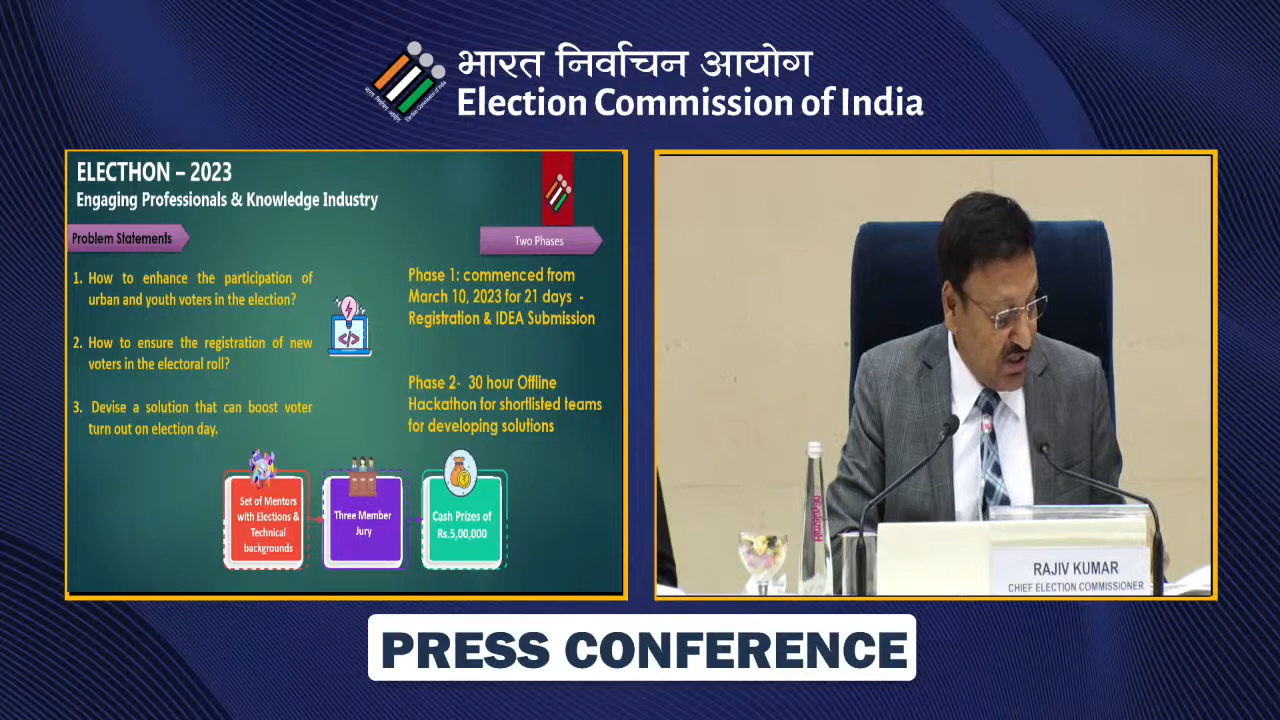 भारत निर्वाचन आयोग
Election Commission of India
ELECTHON – 2023
Engaging Professionals & Knowledge Industry
Problem Statements
1. How to enhance the participation of
urban and youth voters in the election?
2. How to ensure the registration of new
voters in the electoral roll?
3. Devise a solution that can boost voter
turn out on election day.
Two Phases
Phase 1: commenced from
March 10, 2023 for 21 days -
Registration & IDEA Submission
Phase 2- 30 hour Offline
Hackathon for shortlisted teams
for developing solutions
Set of Mentors
with Elections &
Technical
backgrounds
Three Member
Jury
Cash Prizes of
Rs.5,00,000
RAJIV KUMAR
CHIEF ELECTION COMMISSIONER
PRESS CONFERENCE